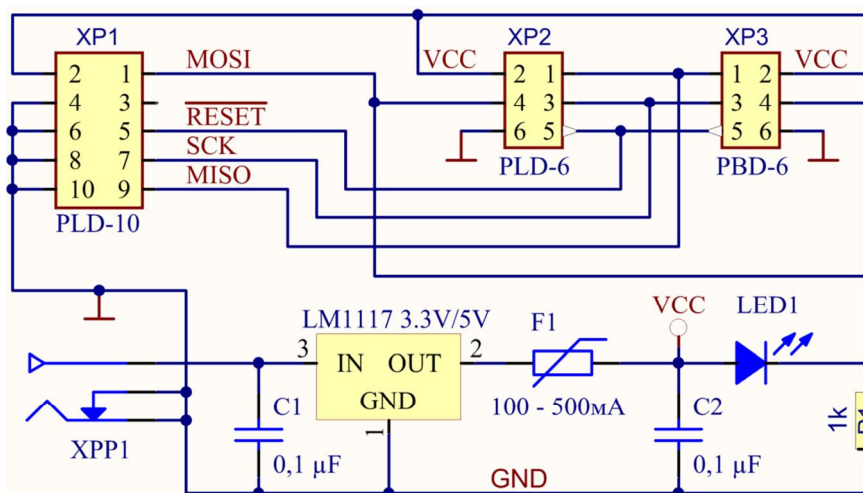 XP1
2 1
4 3
6 5
8 7
10 9
PLD-10
MOSI
RESET
SCK
MISO
VCC
XP2
2 1
4 3
6 5
PLD-6
XP3
1 2
3 4
5 6
PBD-6
VCC
XPP1
C1
0,1 µF
LM1117 3.3V/5V
3
IN OUT
GND
2
1
F1
100 - 500мА
VCC
C2
0,1 µF
LED1
1k
GND